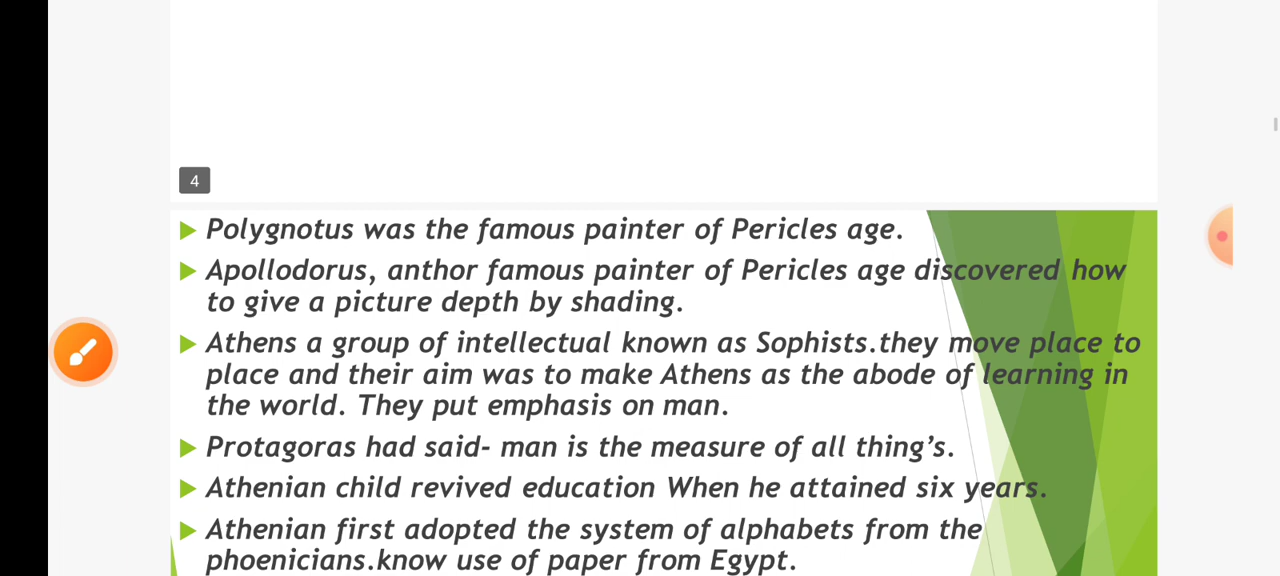 4
Polygnotus was the famous painter of Pericles age.
Apollodorus, anthor famous painter of Pericles age discovered how
to give a picture depth by shading.
Athens a group of intellectual known as Sophists.they move place to
place and their aim was to make Athens as the abode of learning in
the world. They put emphasis on man.
Protagoras had said- man is the measure of all thing’s.
Athenian child revived education When he attained six years.
Athenian first adopted the system of alphabets from the
phoenicians.know use of paper from Egypt.